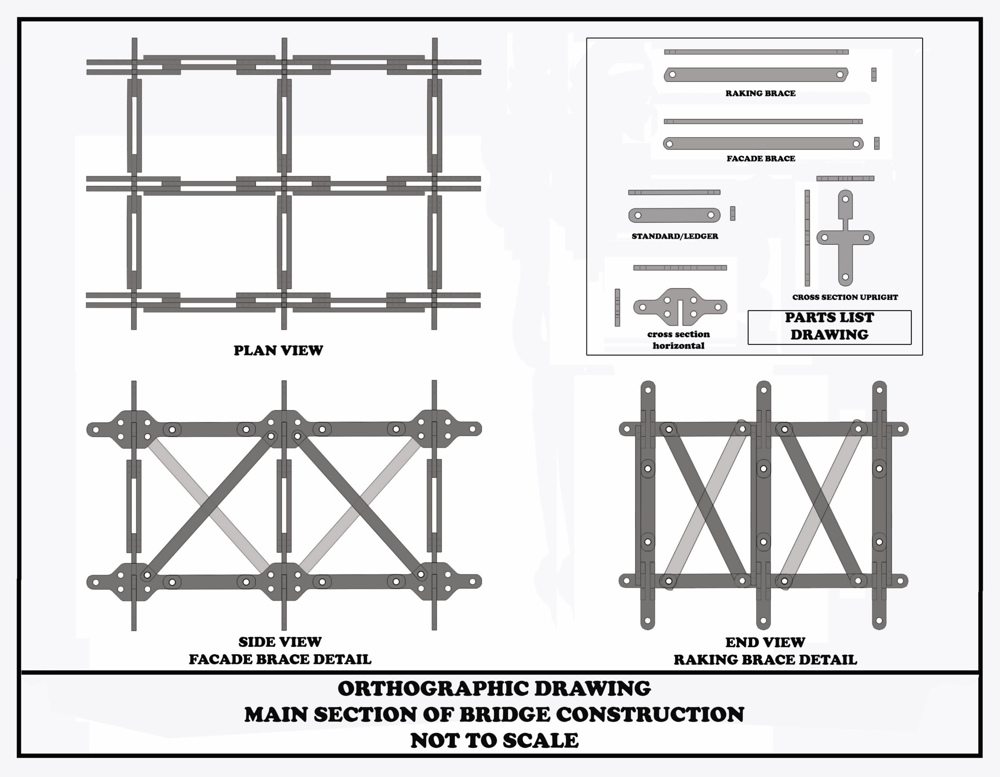 RAKING BRACE
FACADE BRACE
STANDARD/LEDGER
CROSS SECTION UPRIGHT
cross section
horizontal
PARTS LIST
DRAWING
PLAN VIEW
SIDE VIEW
FACADE BRACE DETAIL
END VIEW
RAKING BRACE DETAIL
ORTHOGRAPHIC DRAWING
MAIN SECTION OF BRIDGE CONSTRUCTION
NOT TO SCALE